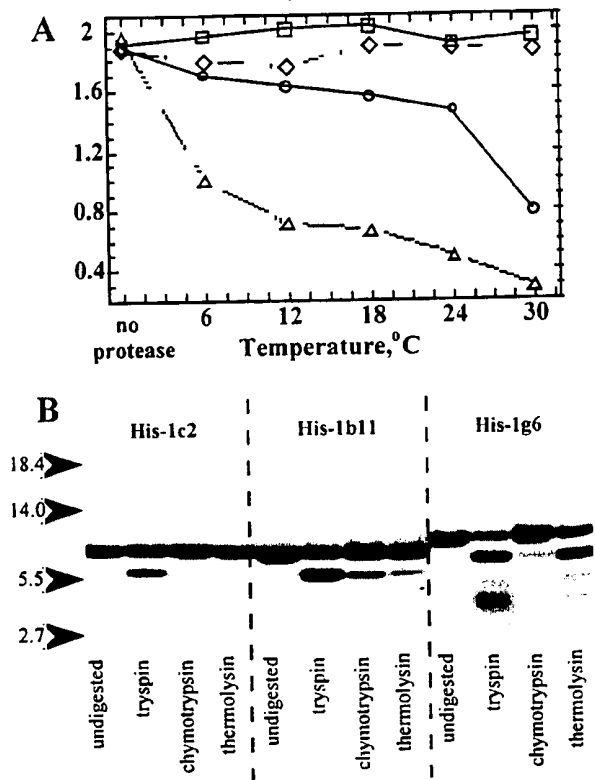 A
2
1.6
1.2
0.8
0.4
no
protease
6
12
18
24
30
Temperature,°C
B
His-1c2
His-1b11
His-1g6
18.4
14.0
5.5
2.7
undigested
tryspin
chymotrypsin
thermolysin
undigested
tryspin
chymotrypsin
thermolysin
undigested
trypsin
chymotrypsin
thermolysin